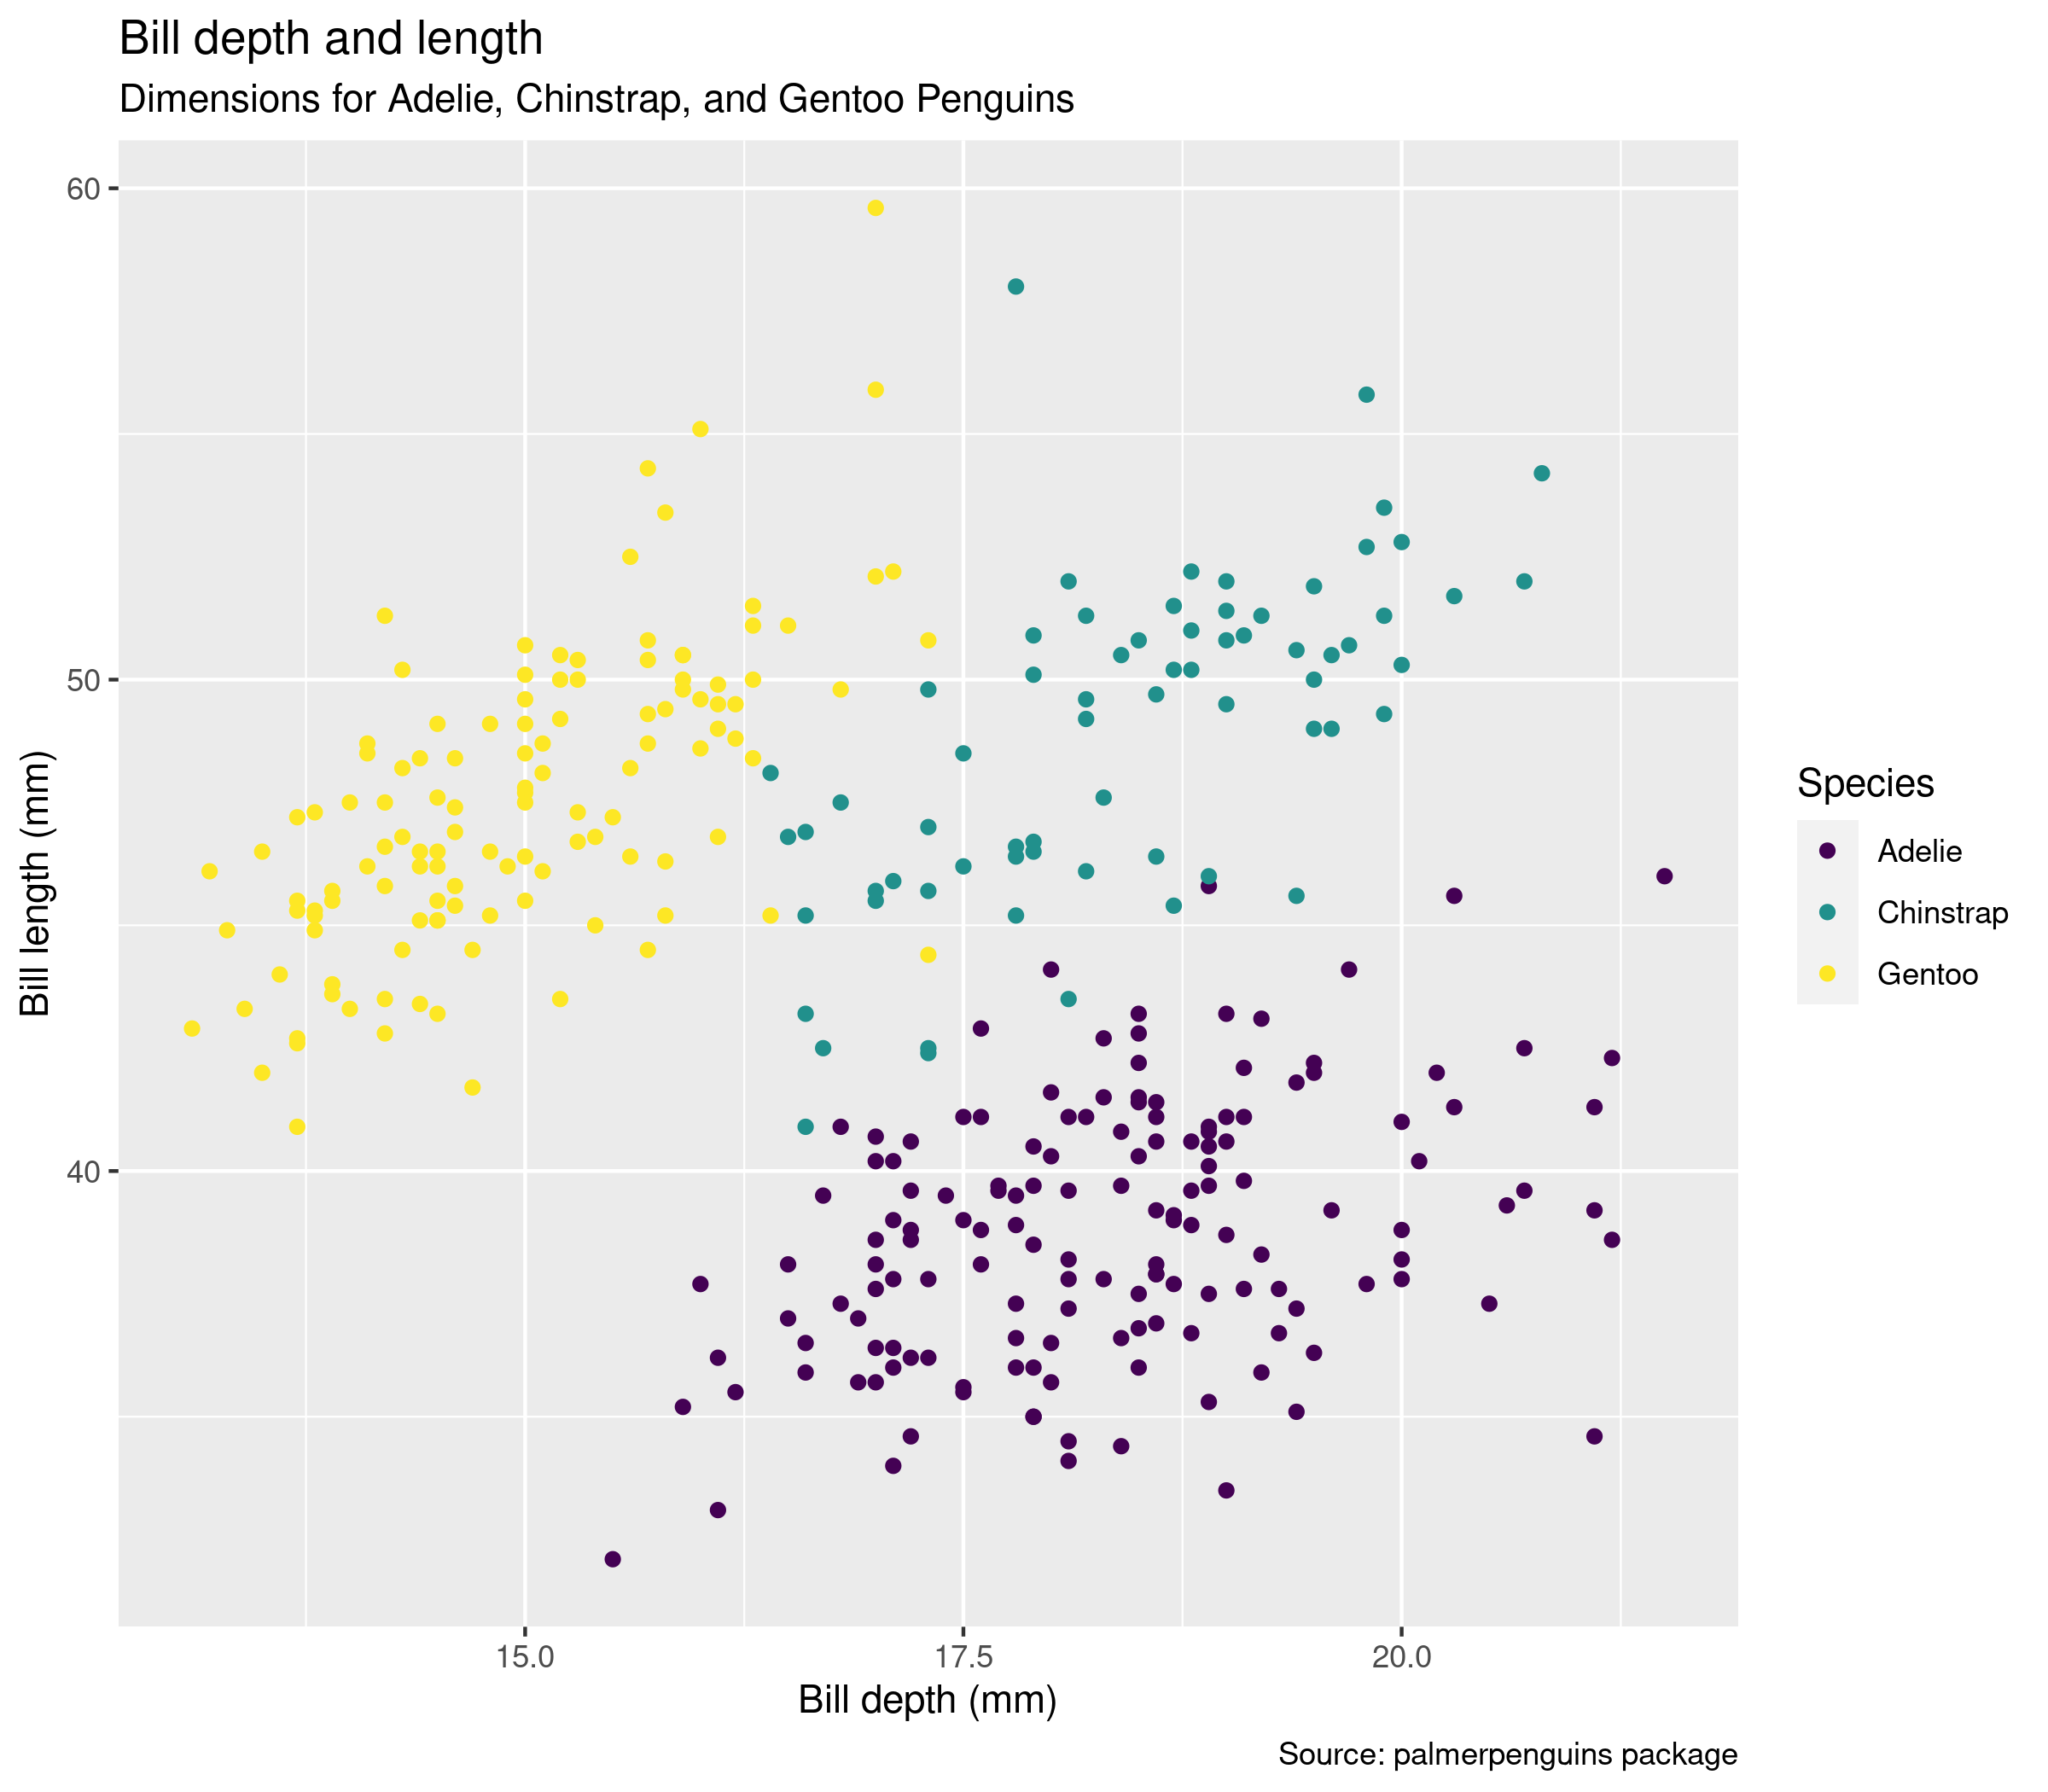 Bill depth and length
Dimensions for Adelie, Chinstrap, and Gentoo Penguins
60
50
40
Bill length (mm)
15.0
17.5
20.0
Bill depth (mm)
Species
Adelie
Chinstrap
Gentoo
Source: palmerpenguins package